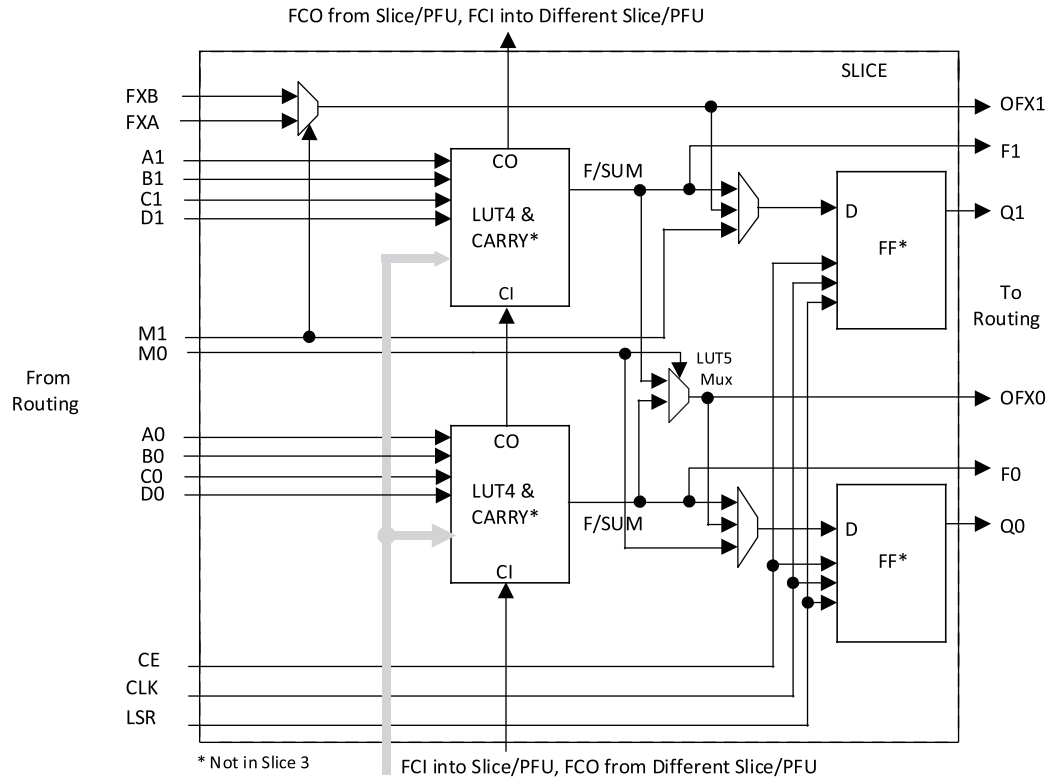 FCO from Slice/PFU, FCI into Different Slice/PFU
SLICE
FXB
FXA
OFX1
F1
A1
B1
C1
D1
CO
F/SUM
LUT4 &
CARRY*
CI
D
FF*
Q1
To
Routing
M1
M0
LUT5
Mux
From
Routing
OFX0
A0
B0
C0
D0
CO
LUT4 &
CARRY*
F/SUM
CI
F0
D
FF*
Q0
CE
CLK
LSR
* Not in Slice 3
FCI into Slice/PFU, FCO from Different Slice/PFU